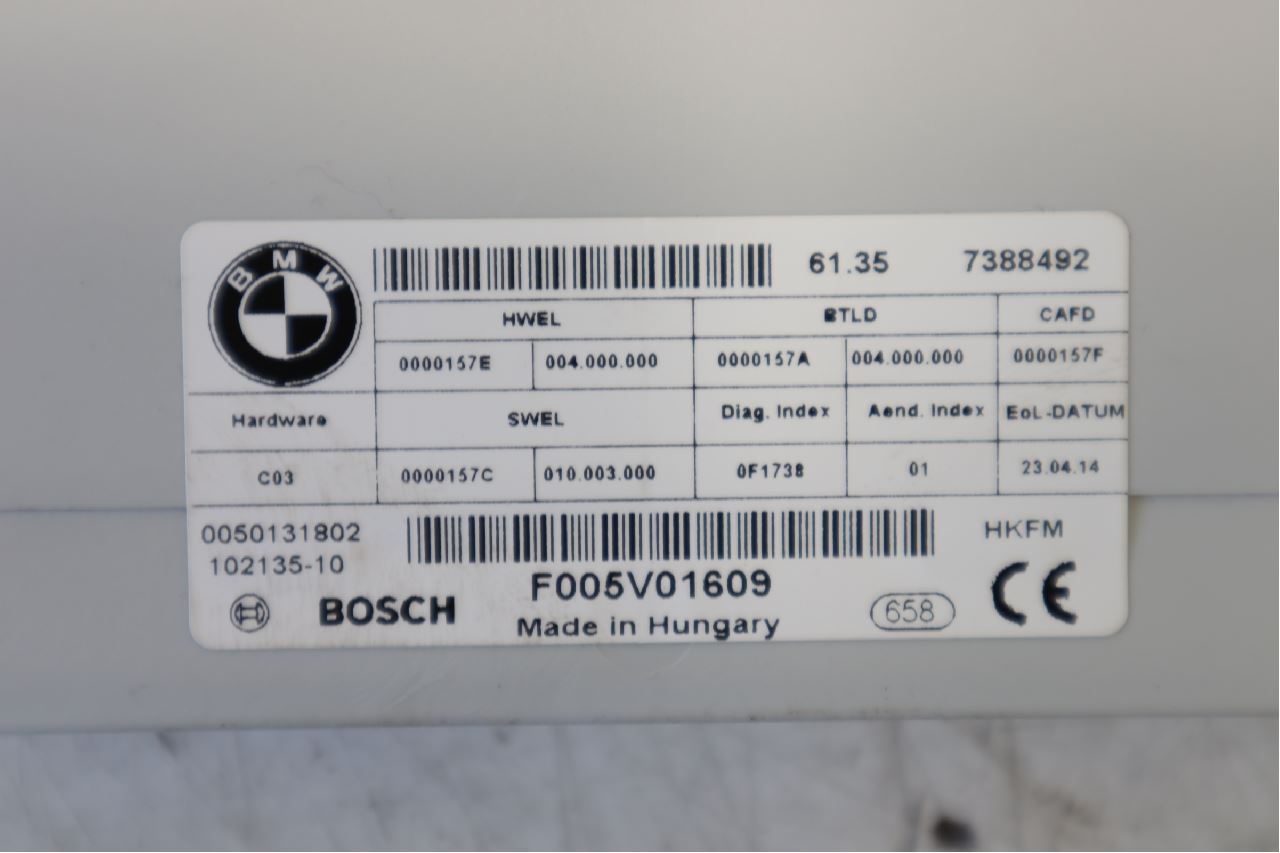 BMW
61.35 7388492
HWEL BTLD CAFD
0000157E 004.000.000 0000157A 004.000.000 0000157F
Hardware SWEL Diag. Index Aend. Index EoL-DATUM
C03 0000157C 010.003.000 0F1738 01 23.04.14
0050131802 HKFM
102135-10
F005V01609
BOSCH 658 CE
Made in Hungary